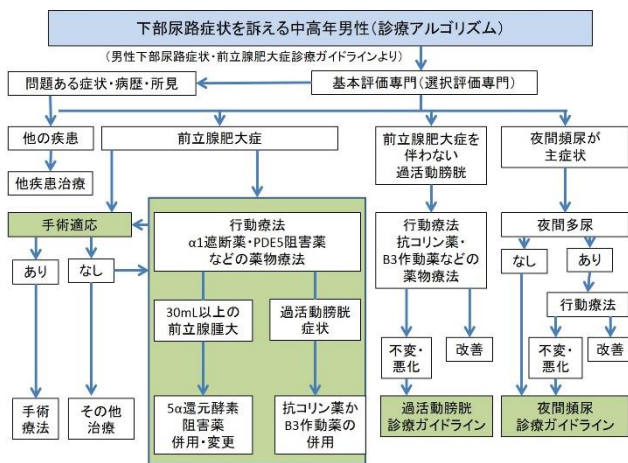 下部尿路症状を訴える中高年男性(診療アルゴリズム)
(男性下部尿路症状・前立腺肥大症診療ガイドラインより)
問題ある症状・病歴・所見
基本評価専門(選択評価専門)
他の疾患
前立腺肥大症
前立腺肥大症を
伴わない
過活動膀胱
夜間頻尿が
主症状
他疾患治療
手術適応
行動療法
α1遮断薬・PDE5阻害薬
などの薬物療法
行動療法
抗コリン薬・
B3作動薬などの
薬物療法
夜間多尿
あり
なし
なし
あり
30mL以上の
前立腺腫大
過活動膀胱
症状
行動療法
不変・
悪化
改善
不変・
悪化
改善
手術
療法
その他
治療
5α還元酵素
阻害薬
併用・変更
抗コリン薬か
B3作動薬の
併用
過活動膀胱
診療ガイドライン
夜間頻尿
診療ガイドライン